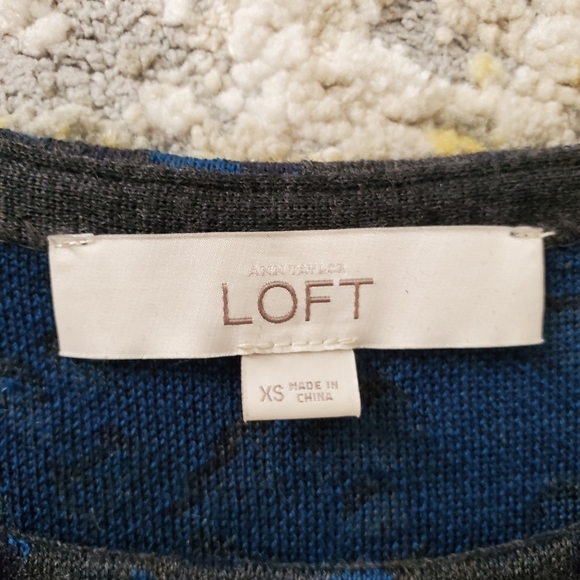 ANN TAYLOR
LOFT
XS MADE IN
CHINA